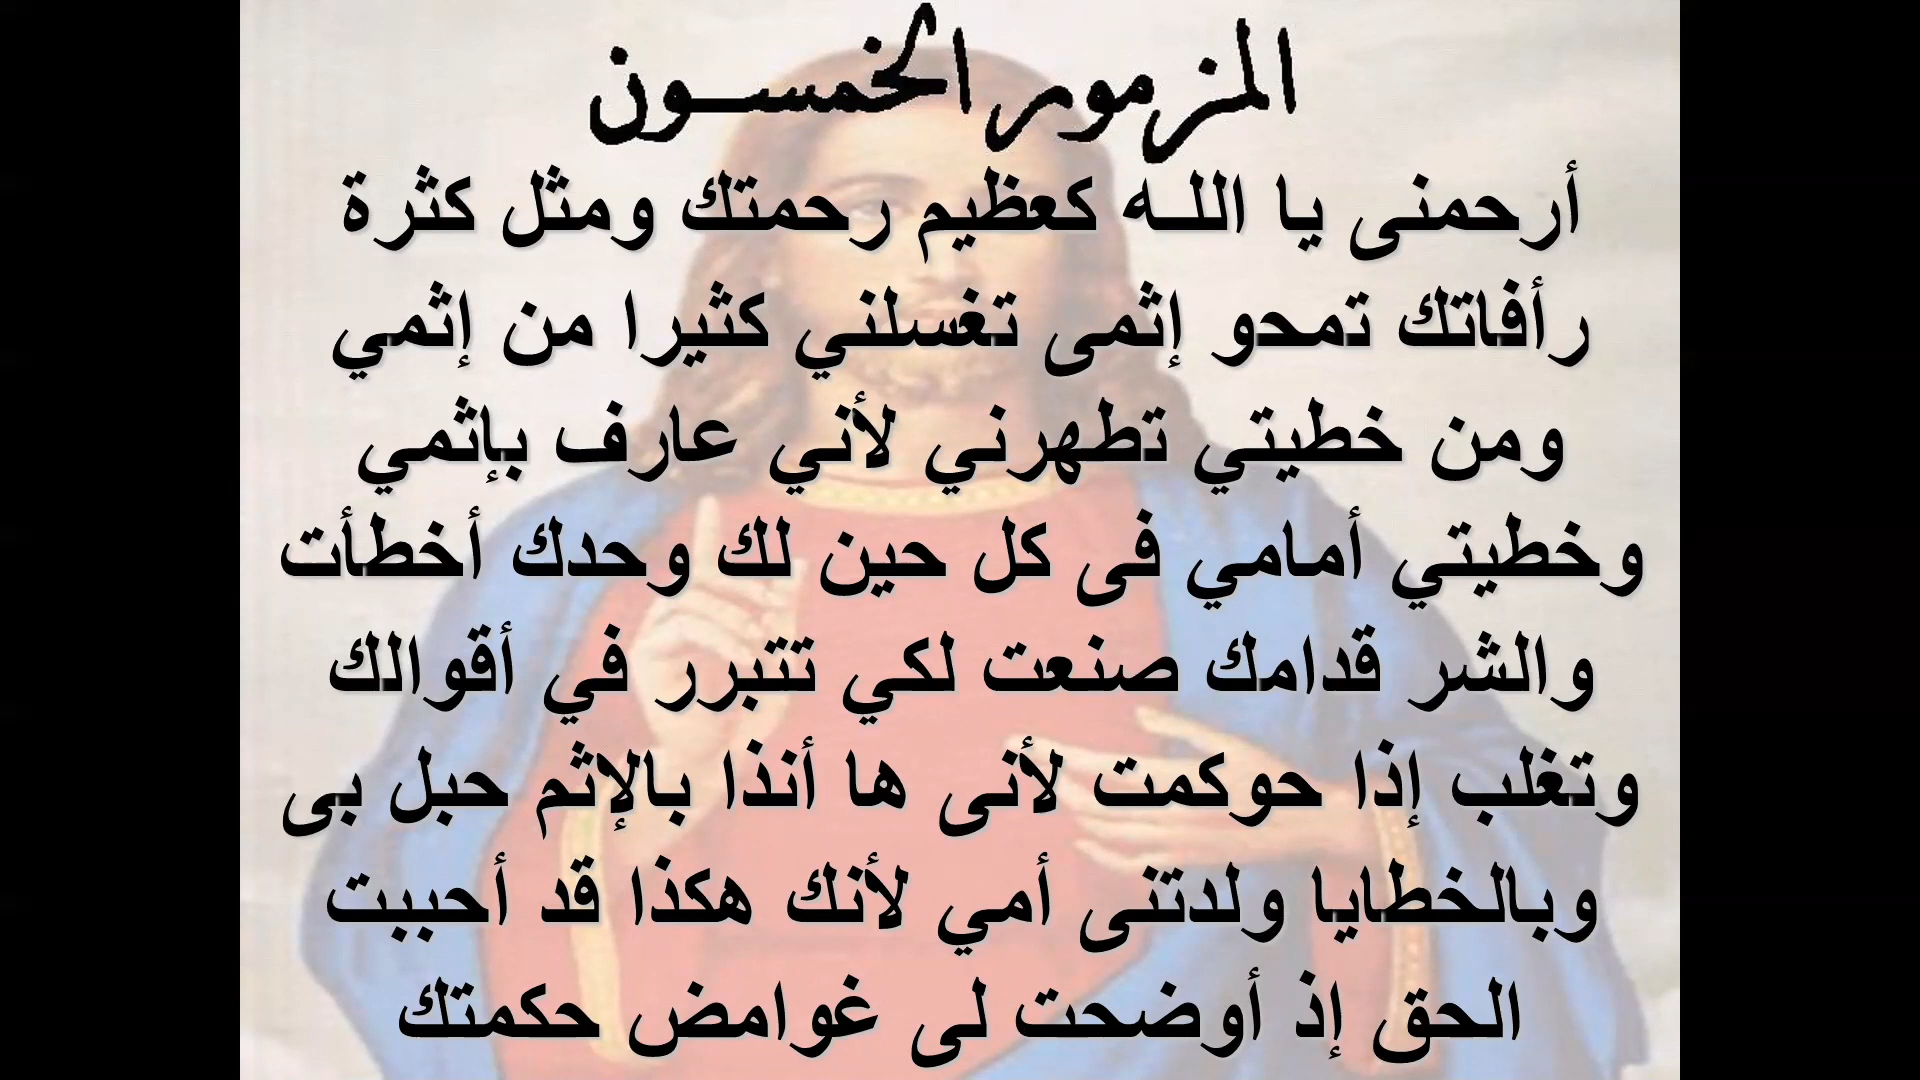 المزمور الخمسون
أرحمنى يا الله كعظيم رحمتك ومثل كثرة
رأفاتك تمحو إثمى تغسلني كثيرا من إثمي
ومن خطيتي تطهرني لأني عارف بإثمي
وخطيتي أمامي فى كل حين لك وحدك أخطأت
والشر قدامك صنعت لكي تتبرر في أقوالك
وتغلب إذا حوكمت لأنى ها أنذا بالإثم حبل بى
وبالخطايا ولدتنى أمي لأنك هكذا قد أحببت
الحق إذ أوضحت لى غوامض حكمتك